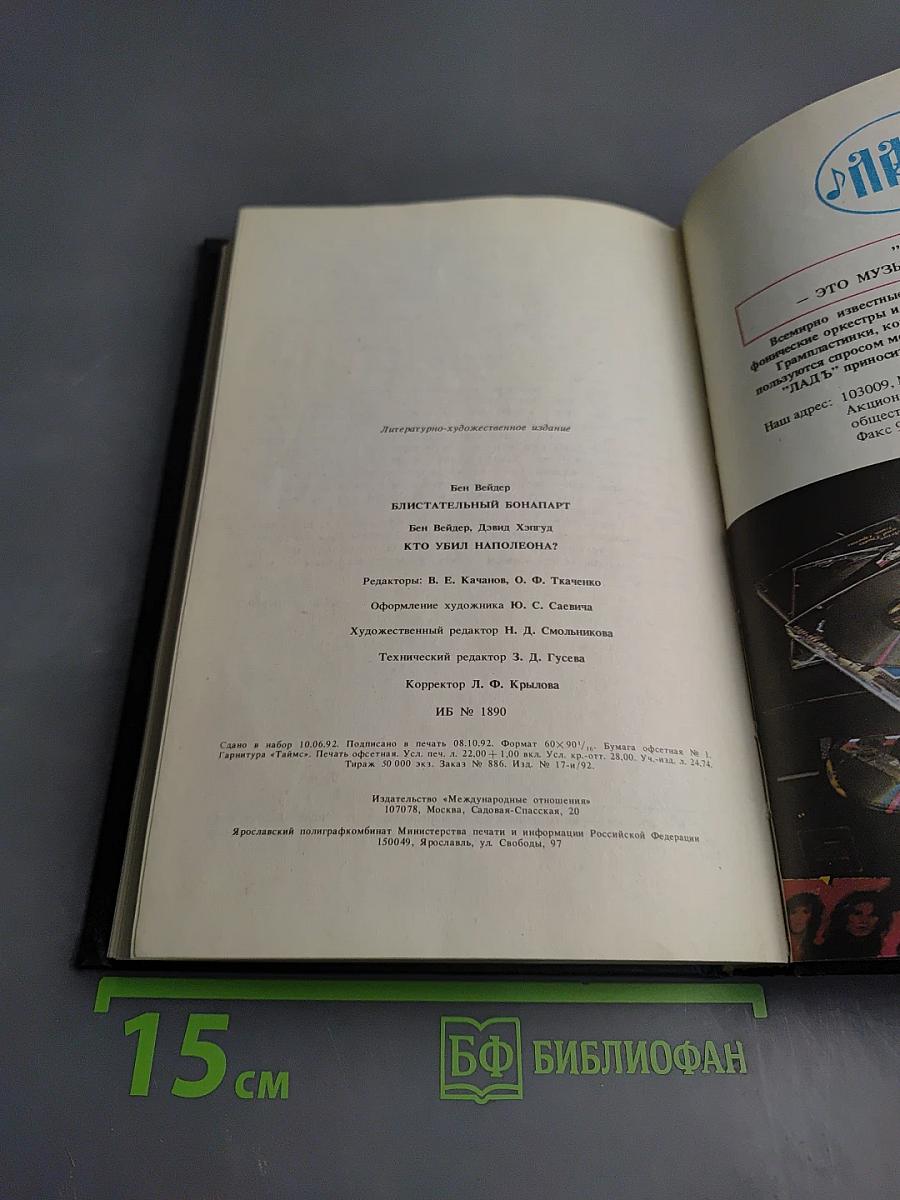 Литературно-художественное издание
Бен Вейдер
БЛИСТАТЕЛЬНЫЙ БОНАПАРТ
Бен Вейдер, Дэвид Хэпгуд
КТО УБИЛ НАПОЛЕОНА?
Редакторы: В. Е. Качанов, О. Ф. Ткаченко
Оформление художника Ю. С. Саевича
Художественный редактор Н. Д. Смольникова
Технический редактор З. Д. Гусева
Корректор Л. Ф. Крылова
ИБ № 1890
Сдано в набор 10.06.92. Подписано в печать 08.10.92. Формат 60×90¹/₁₆. Бумага офсетная № 1.
Гарнитура «Таймс». Печать офсетная. Усл. печ. л. 22,00+1,00 вкл. Усл. кр.-отт. 28,00. Уч.-изд. л. 24,74.
Тираж 50 000 экз. Заказ № 886. Изд. № 17-и/92.
Издательство «Международные отношения»
107078, Москва, Садовая-Спасская, 20
Ярославский полиграфкомбинат Министерства печати и информации Российской Федерации
150049, Ярославль, ул. Свободы, 97
— ЭТО
Всемирно известные
фонические оркестры и
Грампластинки,
пользуются спросом
"ЛАДЪ"
Наш адрес: 103009,
Факс
15 см
БФ БИБЛИОФАН